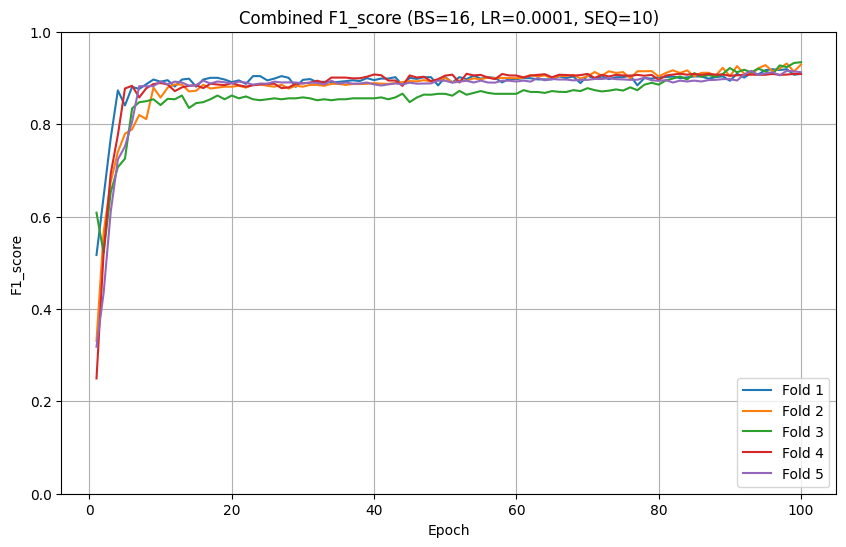 Combined F1_score (BS=16, LR=0.0001, SEQ=10)
F1_score
1.0
0.8
0.6
0.4
0.2
0.0
0 20 40 60 80 100
Epoch
Fold 1
Fold 2
Fold 3
Fold 4
Fold 5